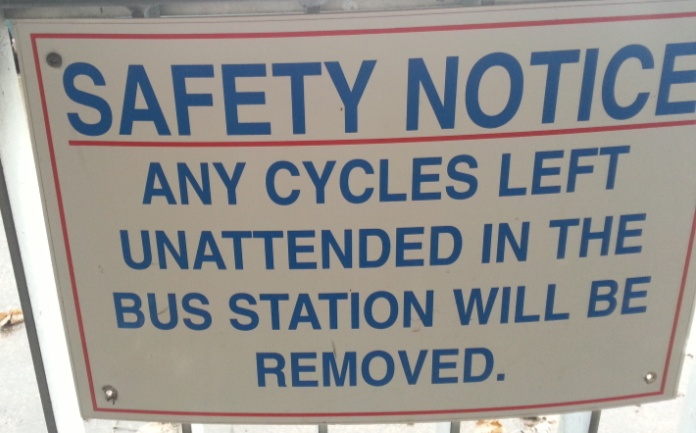 SAFETY NOTICE
ANY CYCLES LEFT
UNATTENDED IN THE
BUS STATION WILL BE
REMOVED.